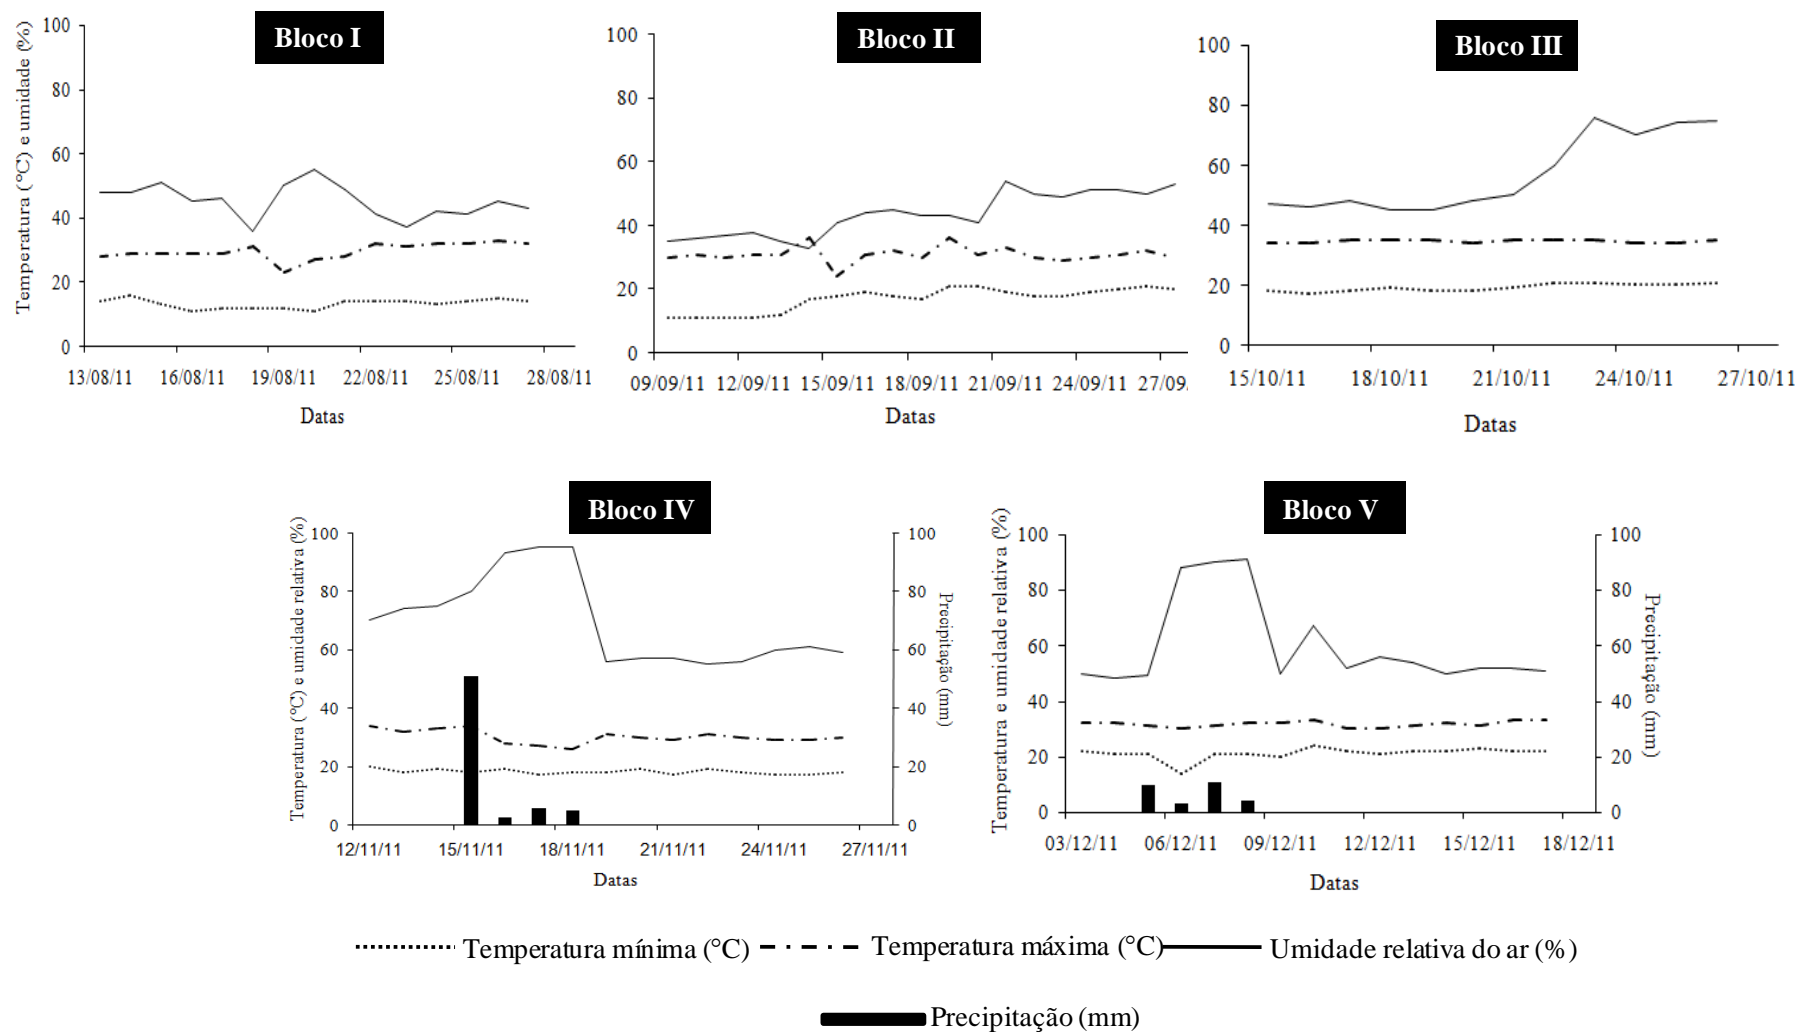 Bloco I
Temperatura (°C) e umidade (%)
100
80
60
40
20
0
13/08/11 16/08/11 19/08/11 22/08/11 25/08/11 28/08/11
Datas
Bloco II
100
80
60
40
20
0
09/09/11 12/09/11 15/09/11 18/09/11 21/09/11 24/09/11 27/09.
Datas
Bloco III
100
80
60
40
20
0
15/10/11 18/10/11 21/10/11 24/10/11 27/10/11
Datas
Bloco IV
Temperatura (°C) e umidade relativa (%)
100
80
60
40
20
0
100
80
60
40
20
0
Precipitação (mm)
12/11/11 15/11/11 18/11/11 21/11/11 24/11/11 27/11/11
Datas
Bloco V
Temperatura e umidade relativa (%)
100
80
60
40
20
0
100
80
60
40
20
0
Precipitação (mm)
03/12/11 06/12/11 09/12/11 12/12/11 15/12/11 18/12/11
Datas
Temperatura mínima (°C) Temperatura máxima (°C) Umidade relativa do ar (%)
Precipitação (mm)